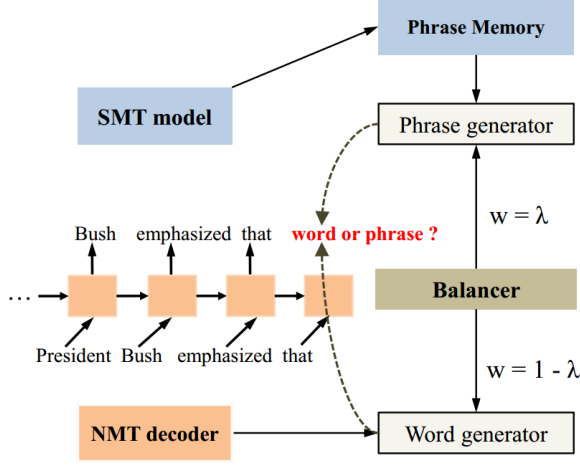 Phrase Memory
SMT model
Phrase generator
w = λ
Bush emphasized that word or phrase ?
...
Balancer
President Bush emphasized that
w = 1 - λ
NMT decoder
Word generator